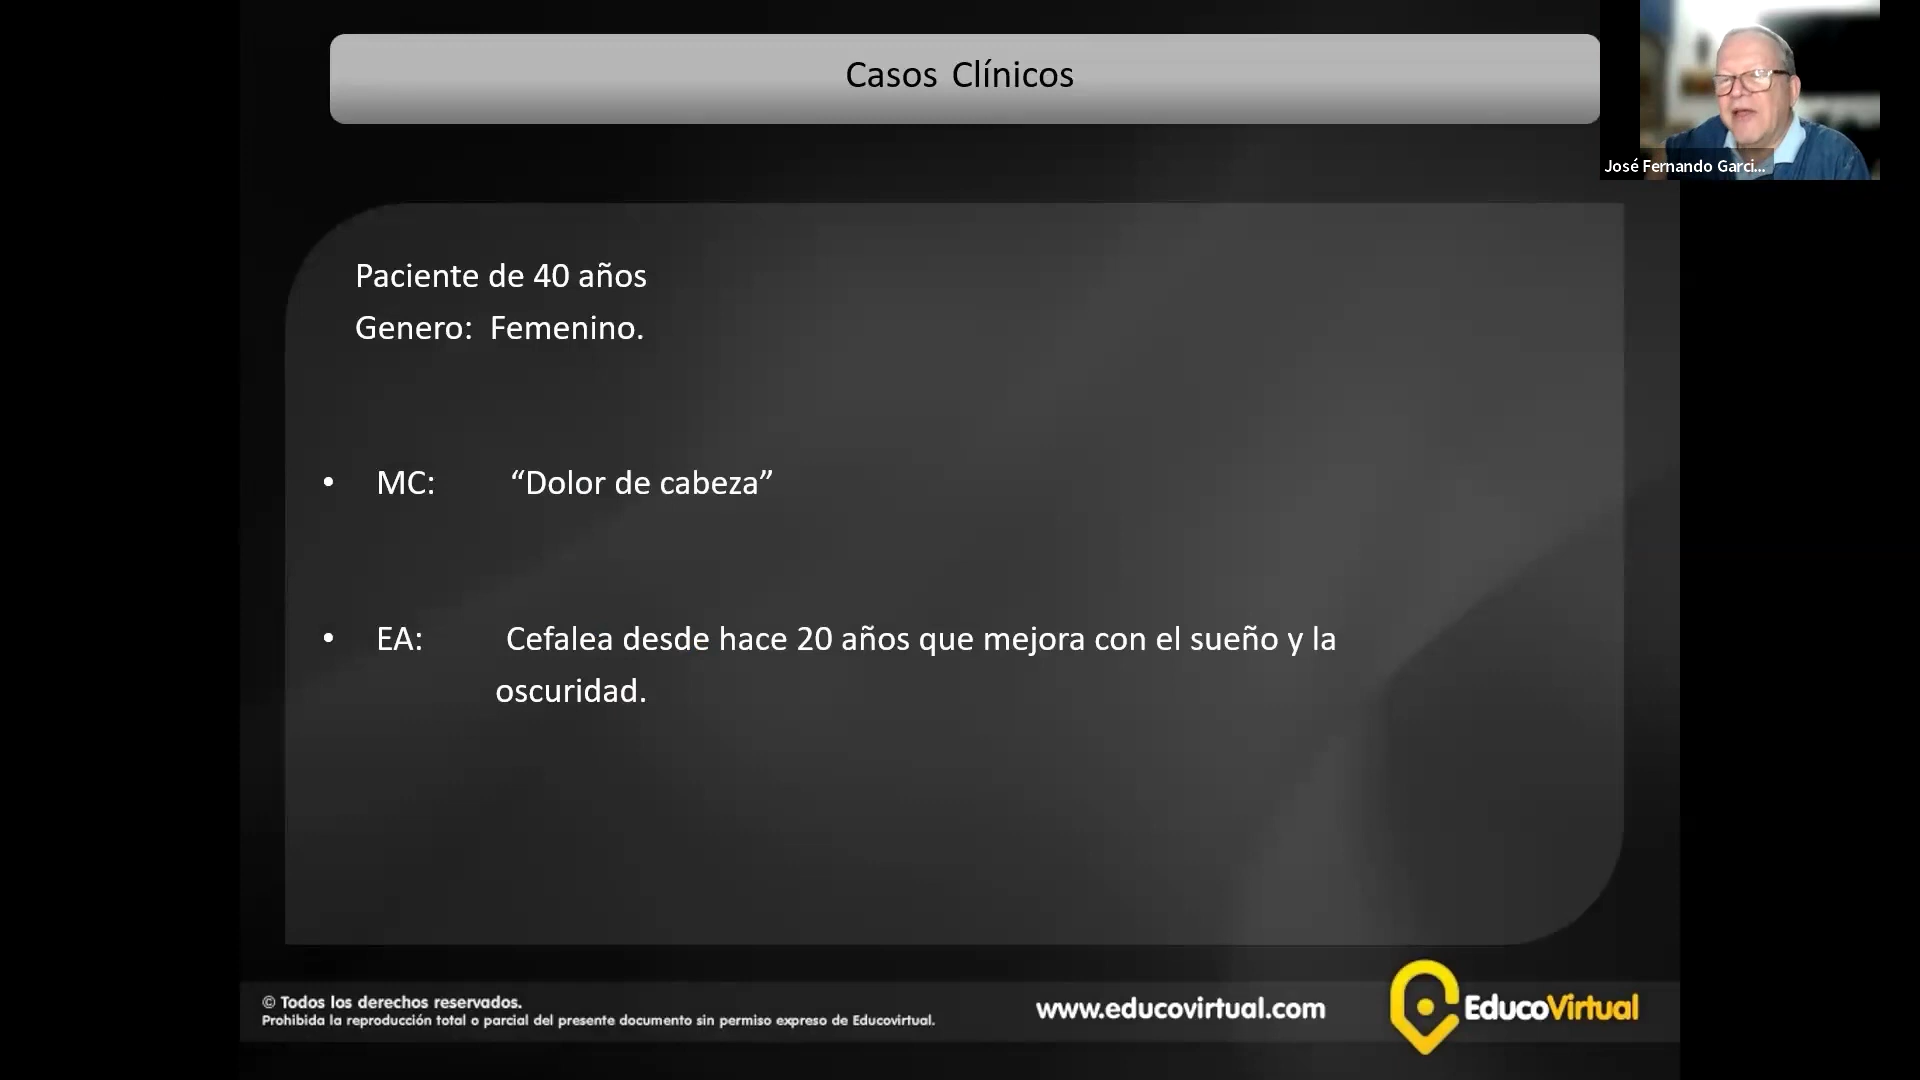 Casos Clínicos
José Fernando Garci...
Paciente de 40 años
Genero: Femenino.
• MC: “Dolor de cabeza”
• EA: Cefalea desde hace 20 años que mejora con el sueño y la
oscuridad.
© Todos los derechos reservados.
Prohibida la reproducción total o parcial del presente documento sin permiso expreso de Educovirtual.
www.educovirtual.com
EducoVirtual